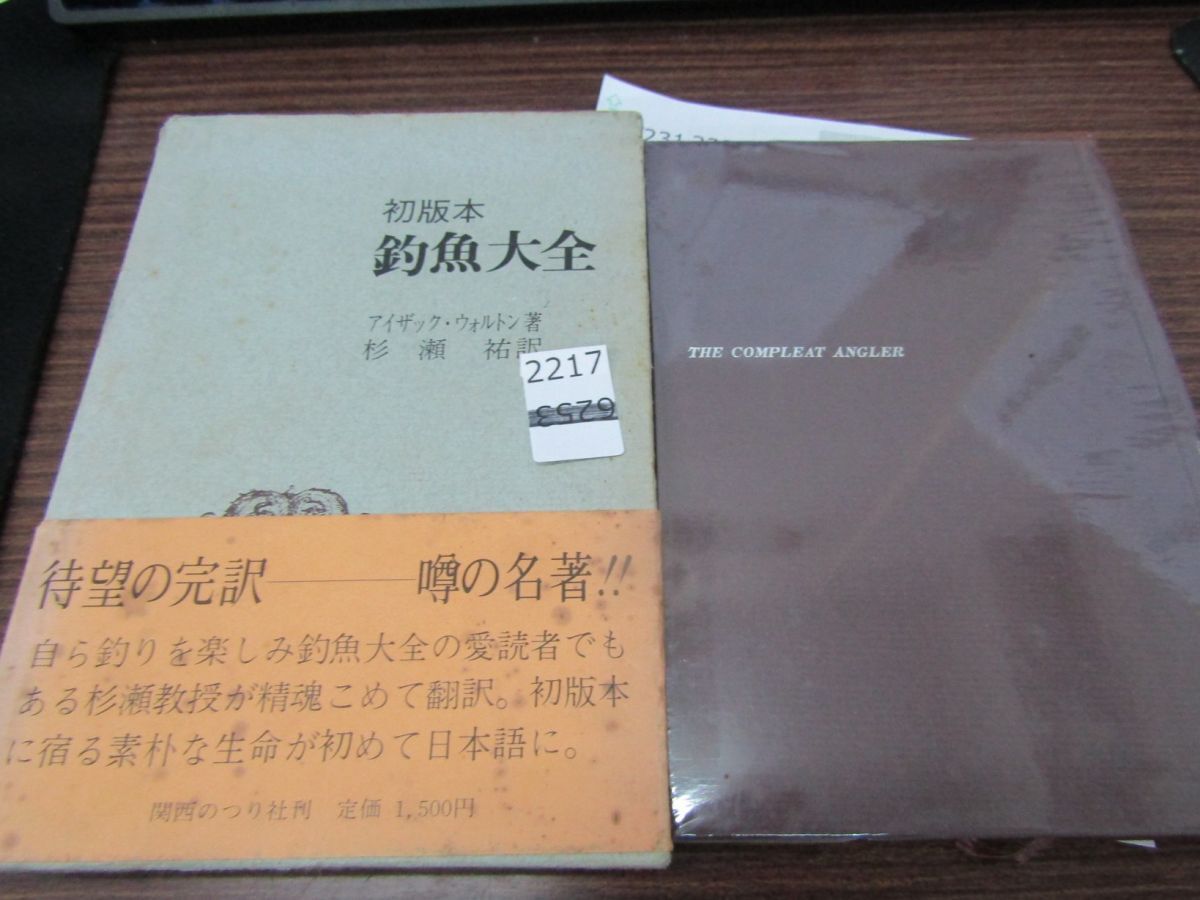 初版本
釣魚大全
アイザック・ウォルトン著
杉瀬 祐訳
2217
6253
待望の完訳――噂の名著!!
自ら釣りを楽しみ釣魚大全の愛読者でも
ある杉瀬教授が精魂こめて翻訳。初版本
に宿る素朴な生命が初めて日本語に。
関西のつり社刊 定価 1,500円
THE COMPLEAT ANGLER